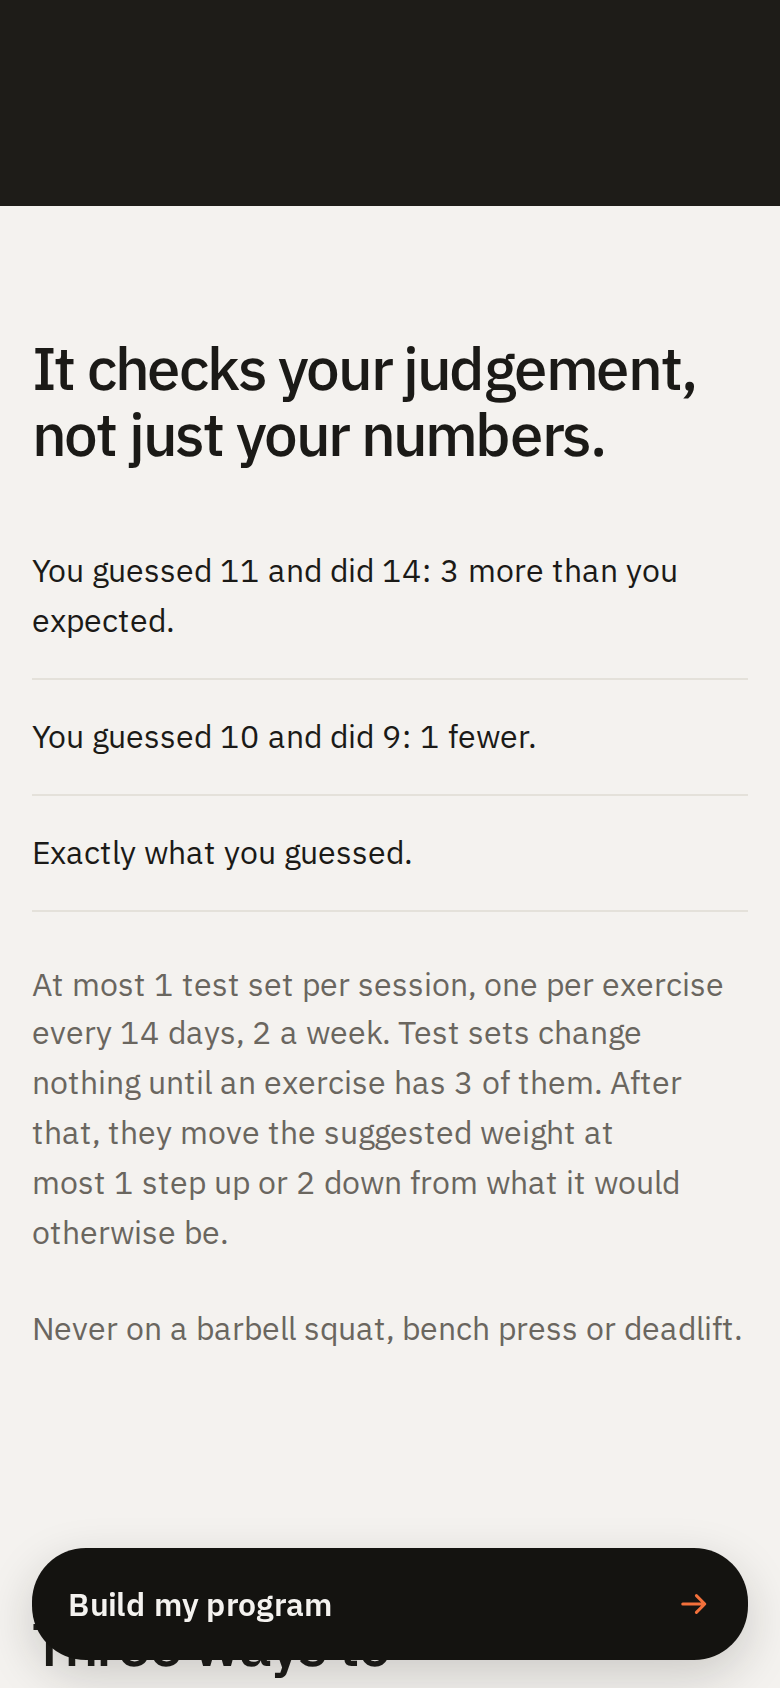 It checks your judgement,
not just your numbers.
You guessed 11 and did 14: 3 more than you
expected.
You guessed 10 and did 9: 1 fewer.
Exactly what you guessed.
At most 1 test set per session, one per exercise
every 14 days, 2 a week. Test sets change
nothing until an exercise has 3 of them. After
that, they move the suggested weight at
most 1 step up or 2 down from what it would
otherwise be.
Never on a barbell squat, bench press or deadlift.
Build my program
Three ways to